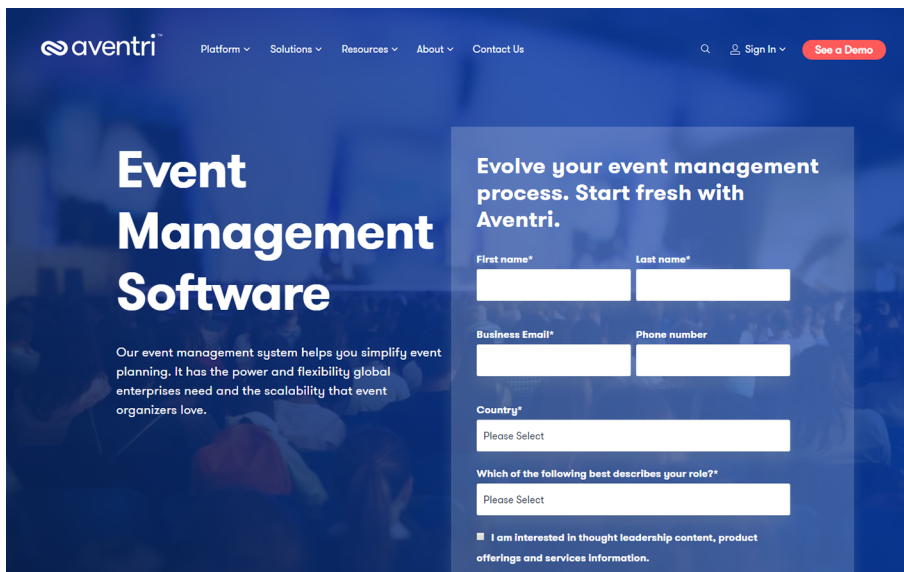 aventri™
Platform
Solutions
Resources
About
Contact Us
Sign In
See a Demo
Event
Management
Software
Our event management system helps you simplify event
planning. It has the power and flexibility global
enterprises need and the scalability that event
organizers love.
Evolve your event management
process. Start fresh with
Aventri.
First name*
Last name*
Business Email*
Phone number
Country*
Please Select
Which of the following best describes your role?*
Please Select
I am interested in thought leadership content, product
offerings and services information.